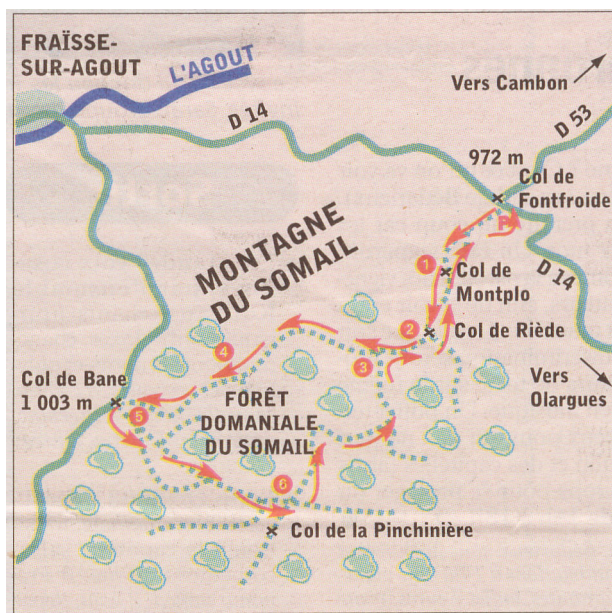 FRAÏSSE-
SUR-AGOUT
L'AGOUT
Vers Cambon
D 14
D 53
972 m
Col de
Fontfroide
P
MONTAGNE
DU SOMAIL
1
Col de
Montplo
D 14
2
Col de Riède
3
4
Vers
Olargues
Col de Bane
1 003 m
5
FORÊT
DOMANIALE
DU SOMAIL
6
Col de la Pinchinière